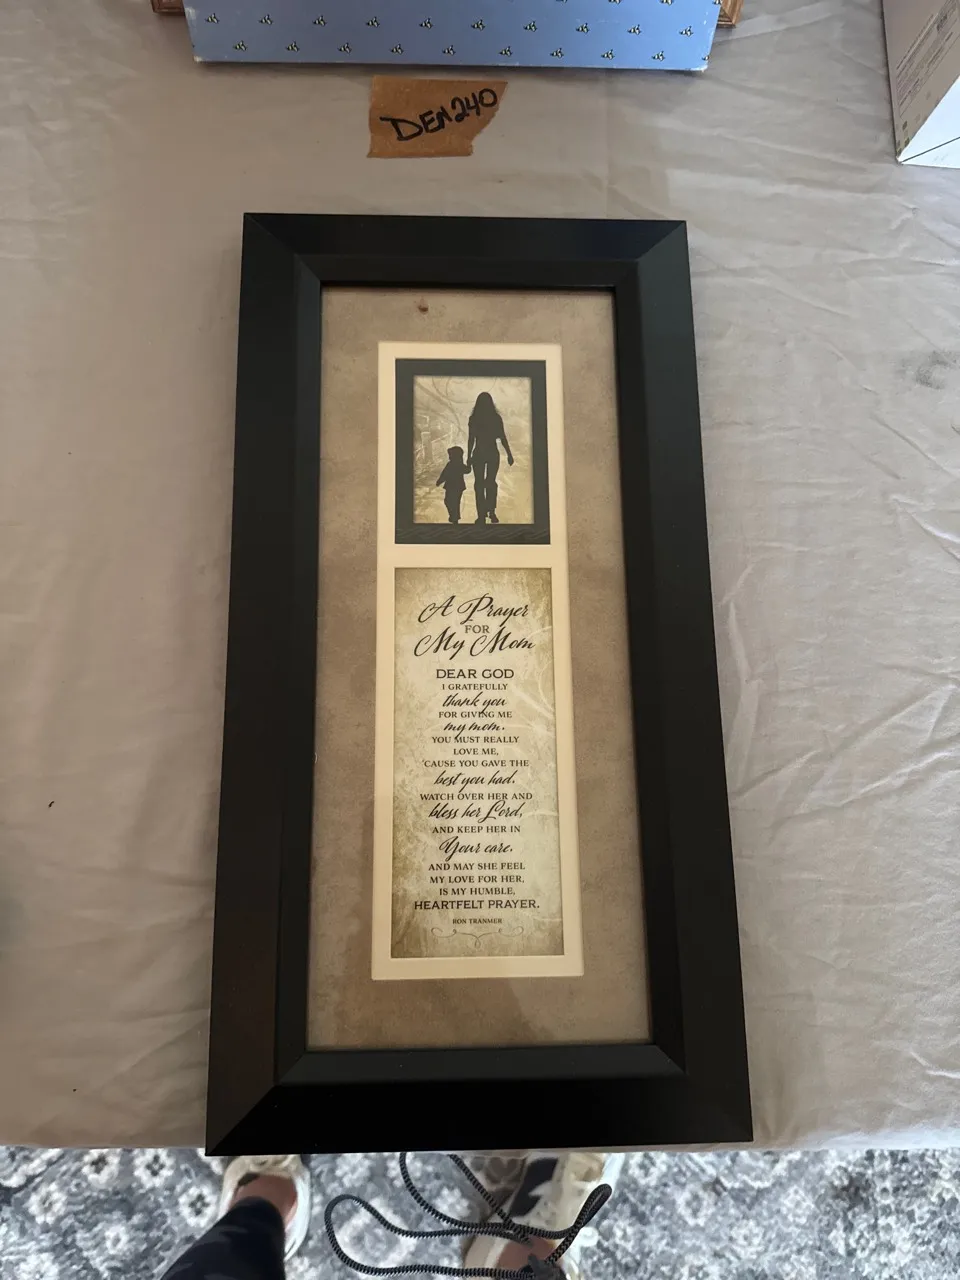 DEN240
A Prayer
FOR
My Mom
DEAR GOD
I GRATEFULLY
thank you
FOR GIVING ME
my mom.
YOU MUST REALLY
LOVE ME,
'CAUSE YOU GAVE THE
best you had.
WATCH OVER HER AND
bless her Lord,
AND KEEP HER IN
Your care.
AND MAY SHE FEEL
MY LOVE FOR HER,
IS MY HUMBLE,
HEARTFELT PRAYER.
RON TRANMER